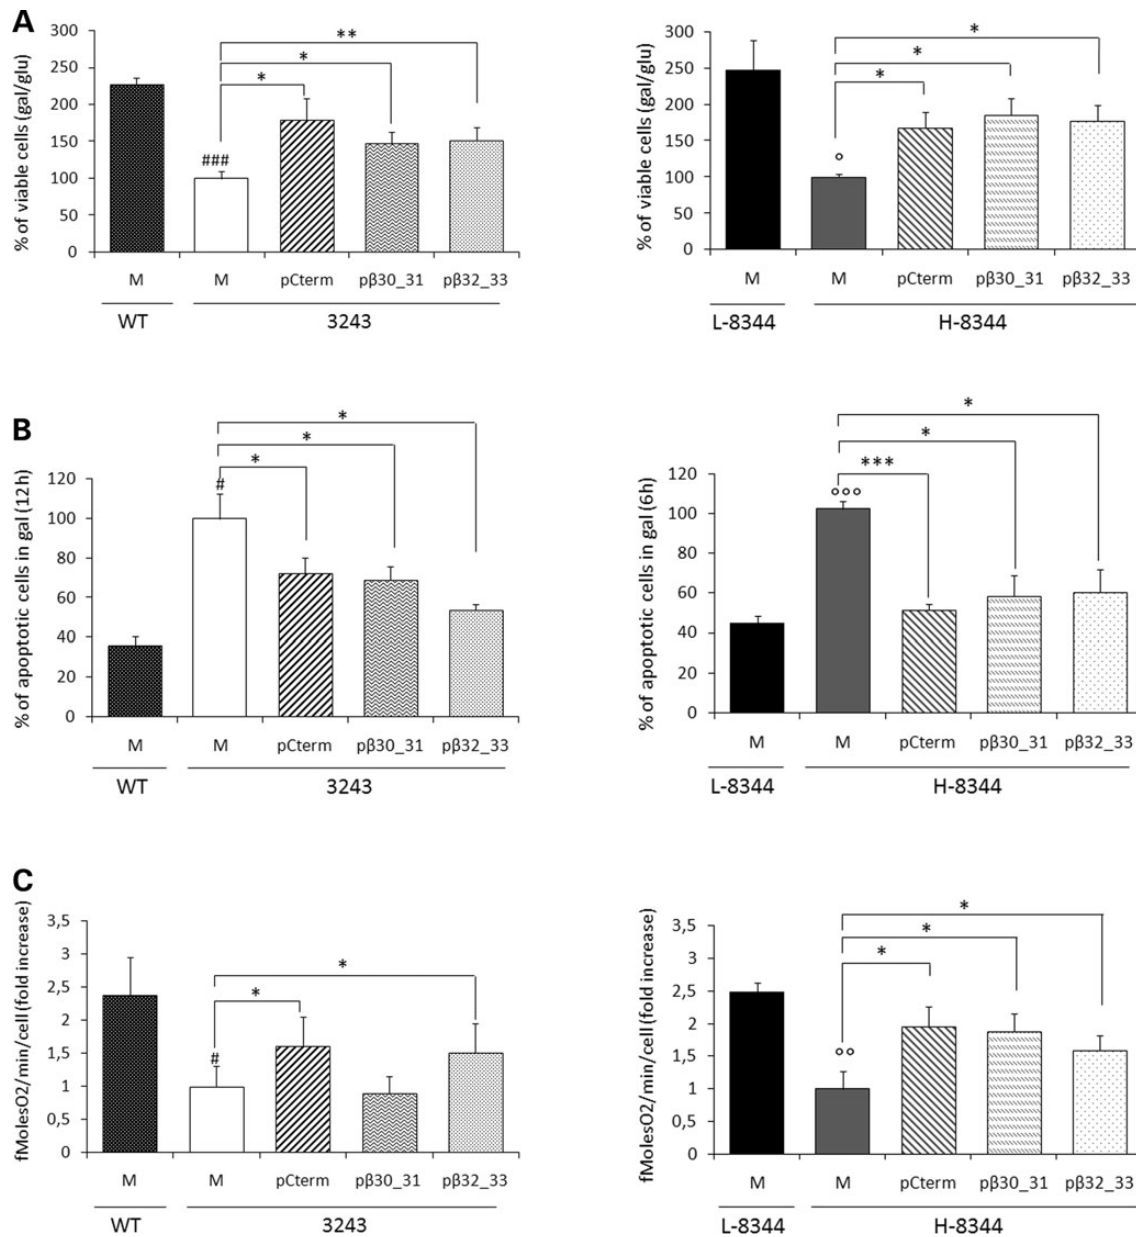 A
% of viable cells (gal/glu)
300
250
200
150
100
50
0
###
*
*
**
M
M
pCterm
pβ30_31
pβ32_33
WT
3243
% of viable cells (gal/glu)
300
250
200
150
100
50
0
°
*
*
*
M
M
pCterm
pβ30_31
pβ32_33
L-8344
H-8344
B
% of apoptotic cells in gal (12h)
120
100
80
60
40
20
0
#
*
*
*
M
M
pCterm
pβ30_31
pβ32_33
WT
3243
% of apoptotic cells in gal (6h)
120
100
80
60
40
20
0
°°°
***
*
*
M
M
pCterm
pβ30_31
pβ32_33
L-8344
H-8344
C
fMolesO2/min/cell (fold increase)
3,5
3
2,5
2
1,5
1
0,5
0
#
*
*
M
M
pCterm
pβ30_31
pβ32_33
WT
3243
fMolesO2/min/cell (fold increase)
3,5
3
2,5
2
1,5
1
0,5
0
°°
*
*
*
M
M
pCterm
pβ30_31
pβ32_33
L-8344
H-8344